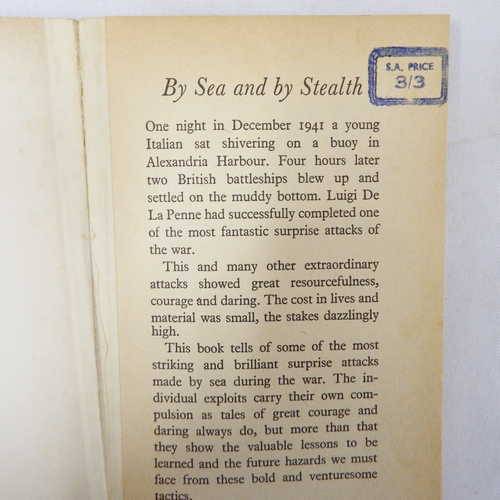 By Sea and by Stealth
S.A. PRICE
3/3
One night in December 1941 a young
Italian sat shivering on a buoy in
Alexandria Harbour. Four hours later
two British battleships blew up and
settled on the muddy bottom. Luigi De
La Penne had successfully completed one
of the most fantastic surprise attacks of
the war.
This and many other extraordinary
attacks showed great resourcefulness,
courage and daring. The cost in lives and
material was small, the stakes dazzlingly
high.
This book tells of some of the most
striking and brilliant surprise attacks
made by sea during the war. The in-
dividual exploits carry their own com-
pulsion as tales of great courage and
daring always do, but more than that
they show the valuable lessons to be
learned and the future hazards we must
face from these bold and venturesome
tactics.